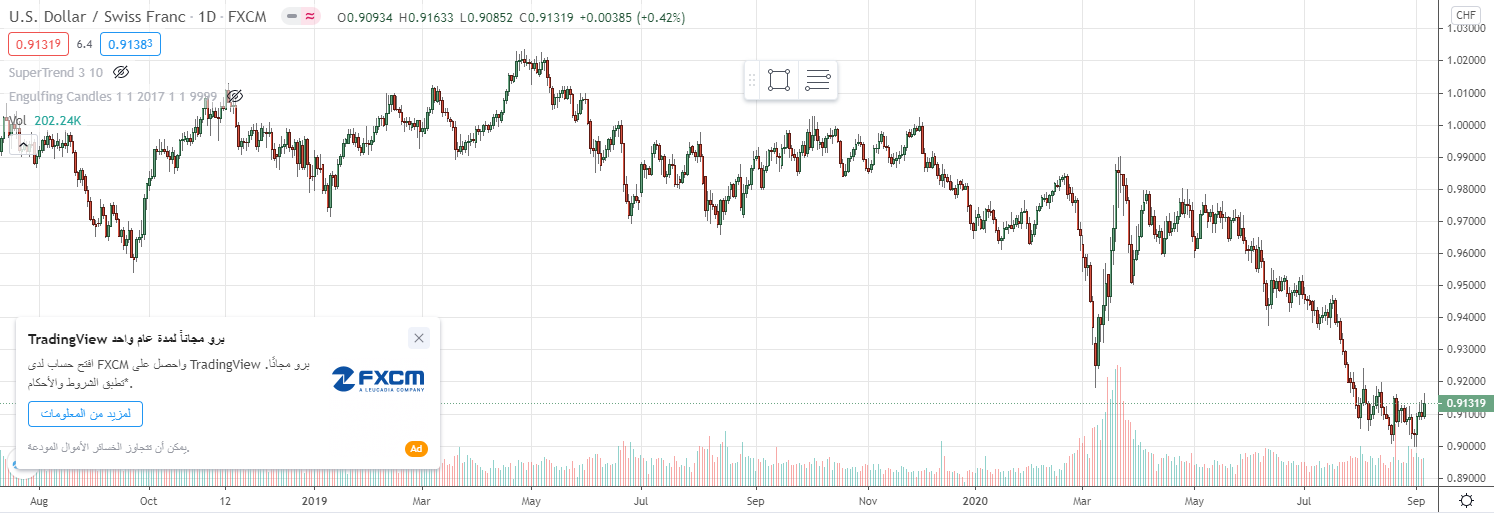 U.S. Dollar / Swiss Franc · 1D · FXCM
O0.90934 H0.91633 L0.90852 C0.91319 +0.00385 (+0.42%)
CHF
0.91319 6.4 0.91383
SuperTrend 3 10
Engulfing Candles 1 1 2017 1 1 9999
Vol 202.24K
1.03000
1.02000
1.01000
1.00000
0.99000
0.98000
0.97000
0.96000
0.95000
0.94000
0.93000
0.92000
0.91319
0.91000
0.90000
0.89000
TradingView برو مجاناً لمدة عام واحد
افتح حساب لدى FXCM واحصل على TradingView برو مجانًا.
*تطبق الشروط والأحكام.
FXCM
A LEUCADIA COMPANY
لمزيد من المعلومات
يمكن أن تتجاوز الخسائر الأموال المودعة.
Ad
Aug Oct 12 2019 Mar May Jul Sep Nov 2020 Mar May Jul Sep